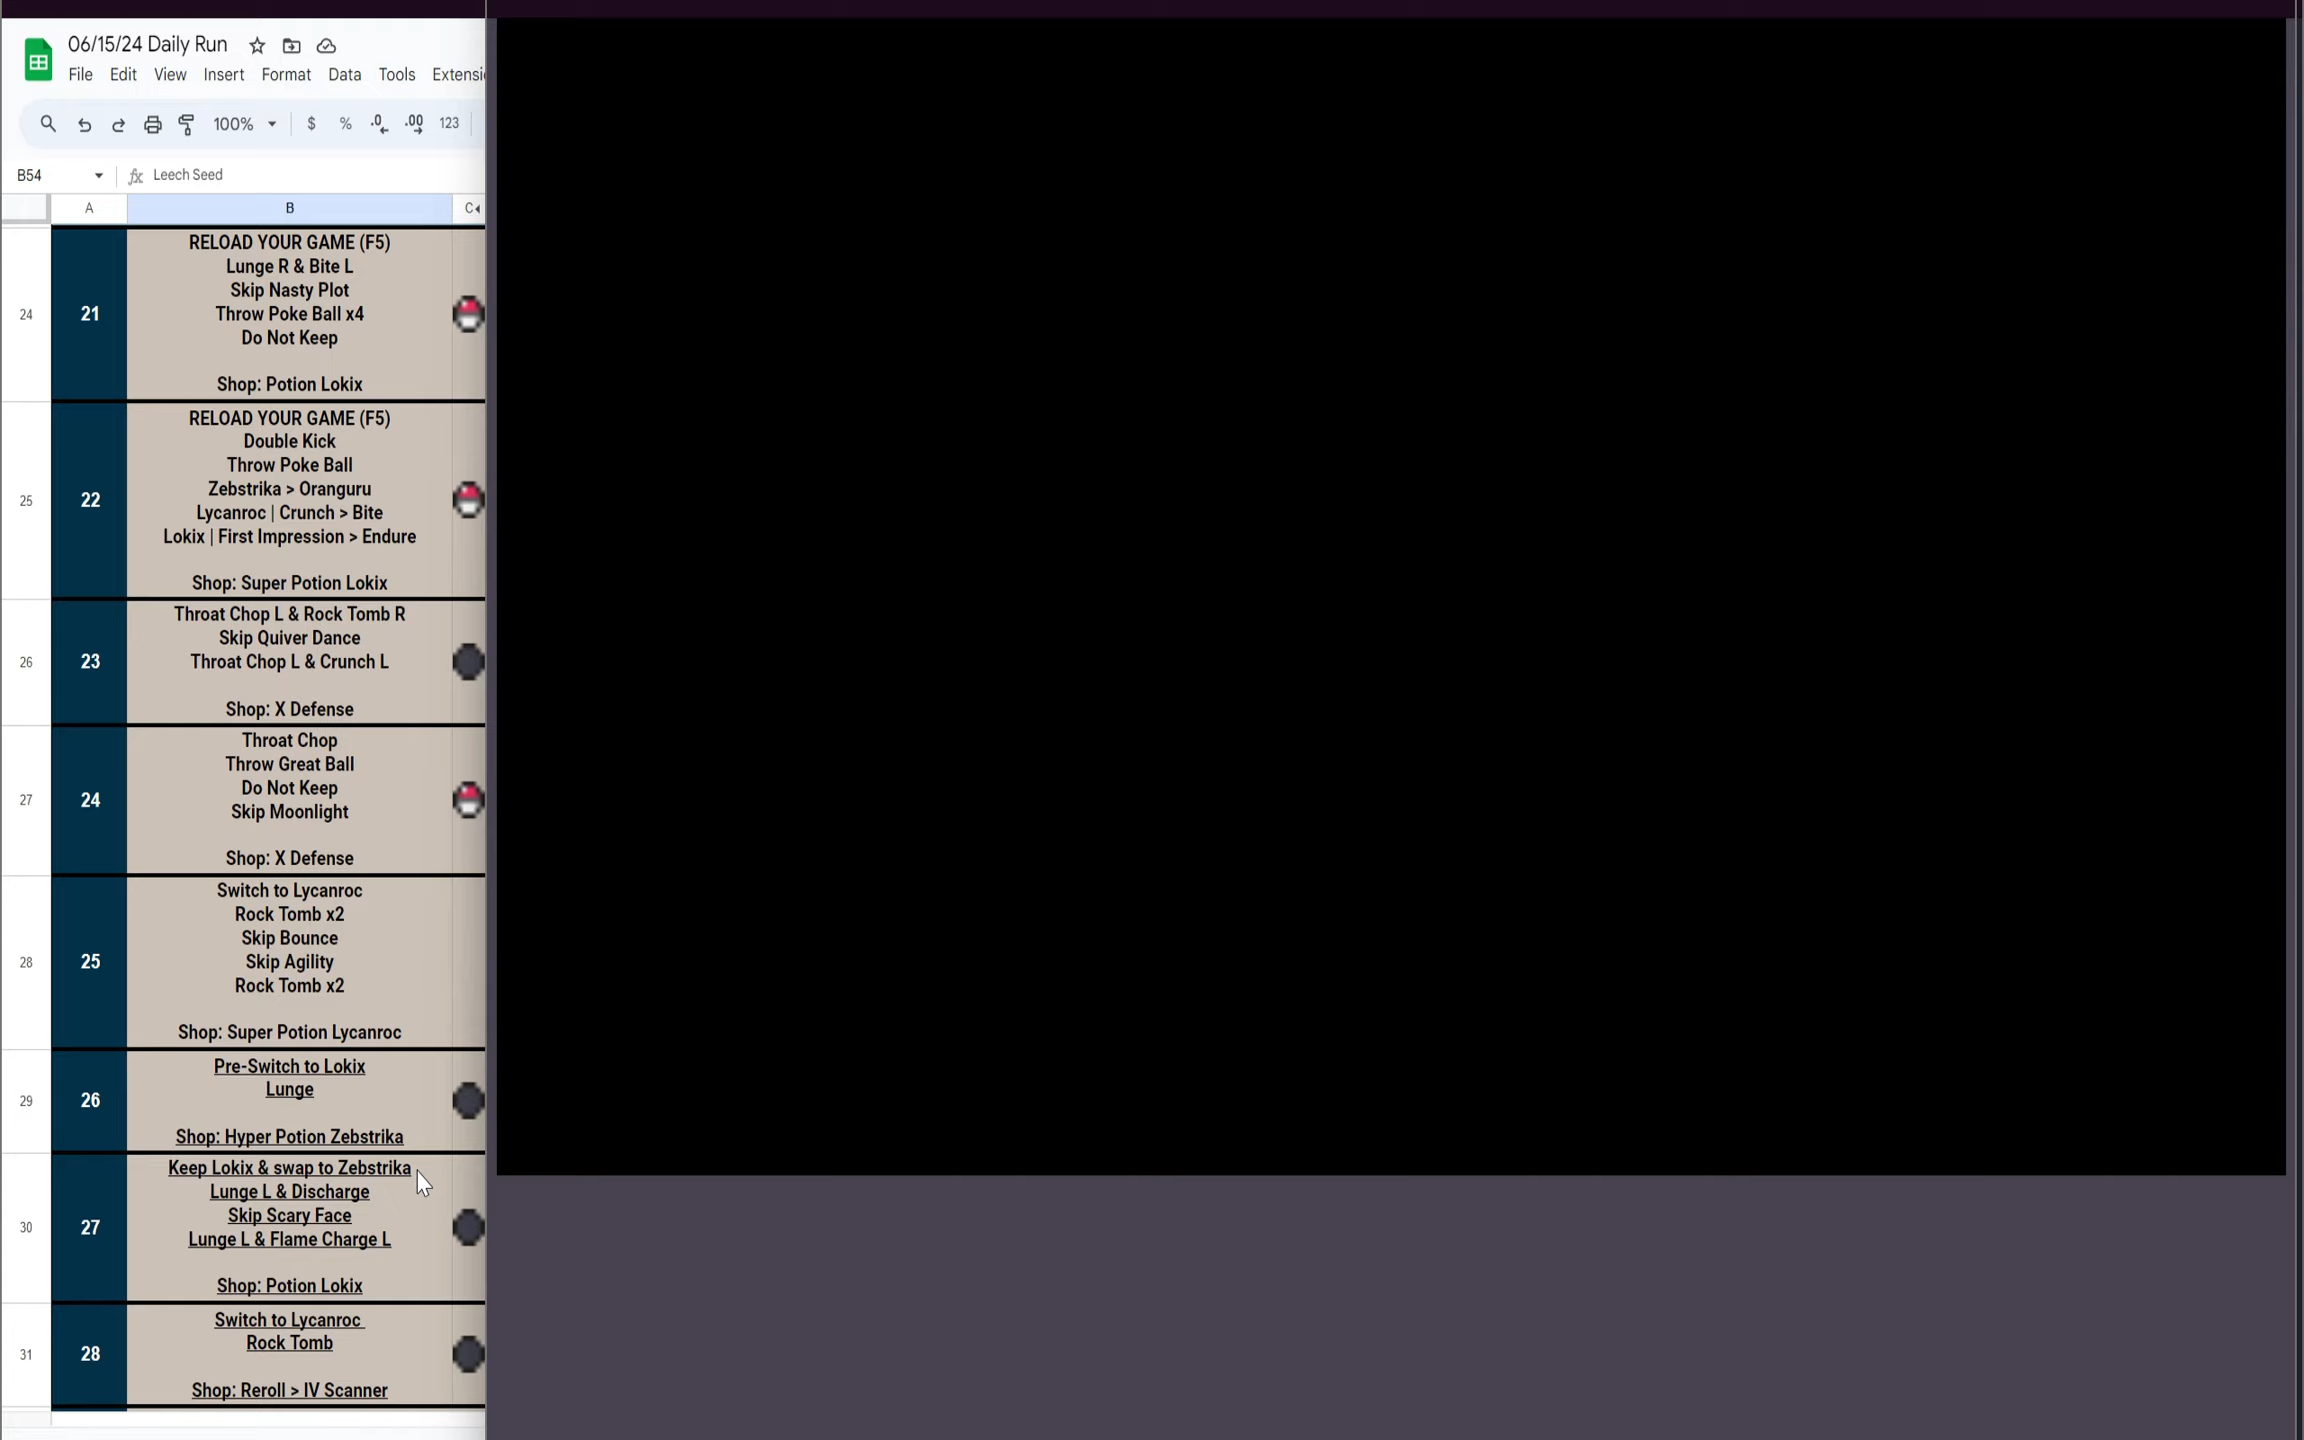 06/15/24 Daily Run
File Edit View Insert Format Data Tools Extensi
100% $ % .0 .00 123
B54 fx Leech Seed
A B C
24 21
RELOAD YOUR GAME (F5)
Lunge R & Bite L
Skip Nasty Plot
Throw Poke Ball x4
Do Not Keep
Shop: Potion Lokix
25 22
RELOAD YOUR GAME (F5)
Double Kick
Throw Poke Ball
Zebstrika > Oranguru
Lycanroc | Crunch > Bite
Lokix | First Impression > Endure
Shop: Super Potion Lokix
26 23
Throat Chop L & Rock Tomb R
Skip Quiver Dance
Throat Chop L & Crunch L
Shop: X Defense
27 24
Throat Chop
Throw Great Ball
Do Not Keep
Skip Moonlight
Shop: X Defense
28 25
Switch to Lycanroc
Rock Tomb x2
Skip Bounce
Skip Agility
Rock Tomb x2
Shop: Super Potion Lycanroc
29 26
Pre-Switch to Lokix
Lunge
Shop: Hyper Potion Zebstrika
30 27
Keep Lokix & swap to Zebstrika
Lunge L & Discharge
Skip Scary Face
Lunge L & Flame Charge L
Shop: Potion Lokix
31 28
Switch to Lycanroc
Rock Tomb
Shop: Reroll > IV Scanner